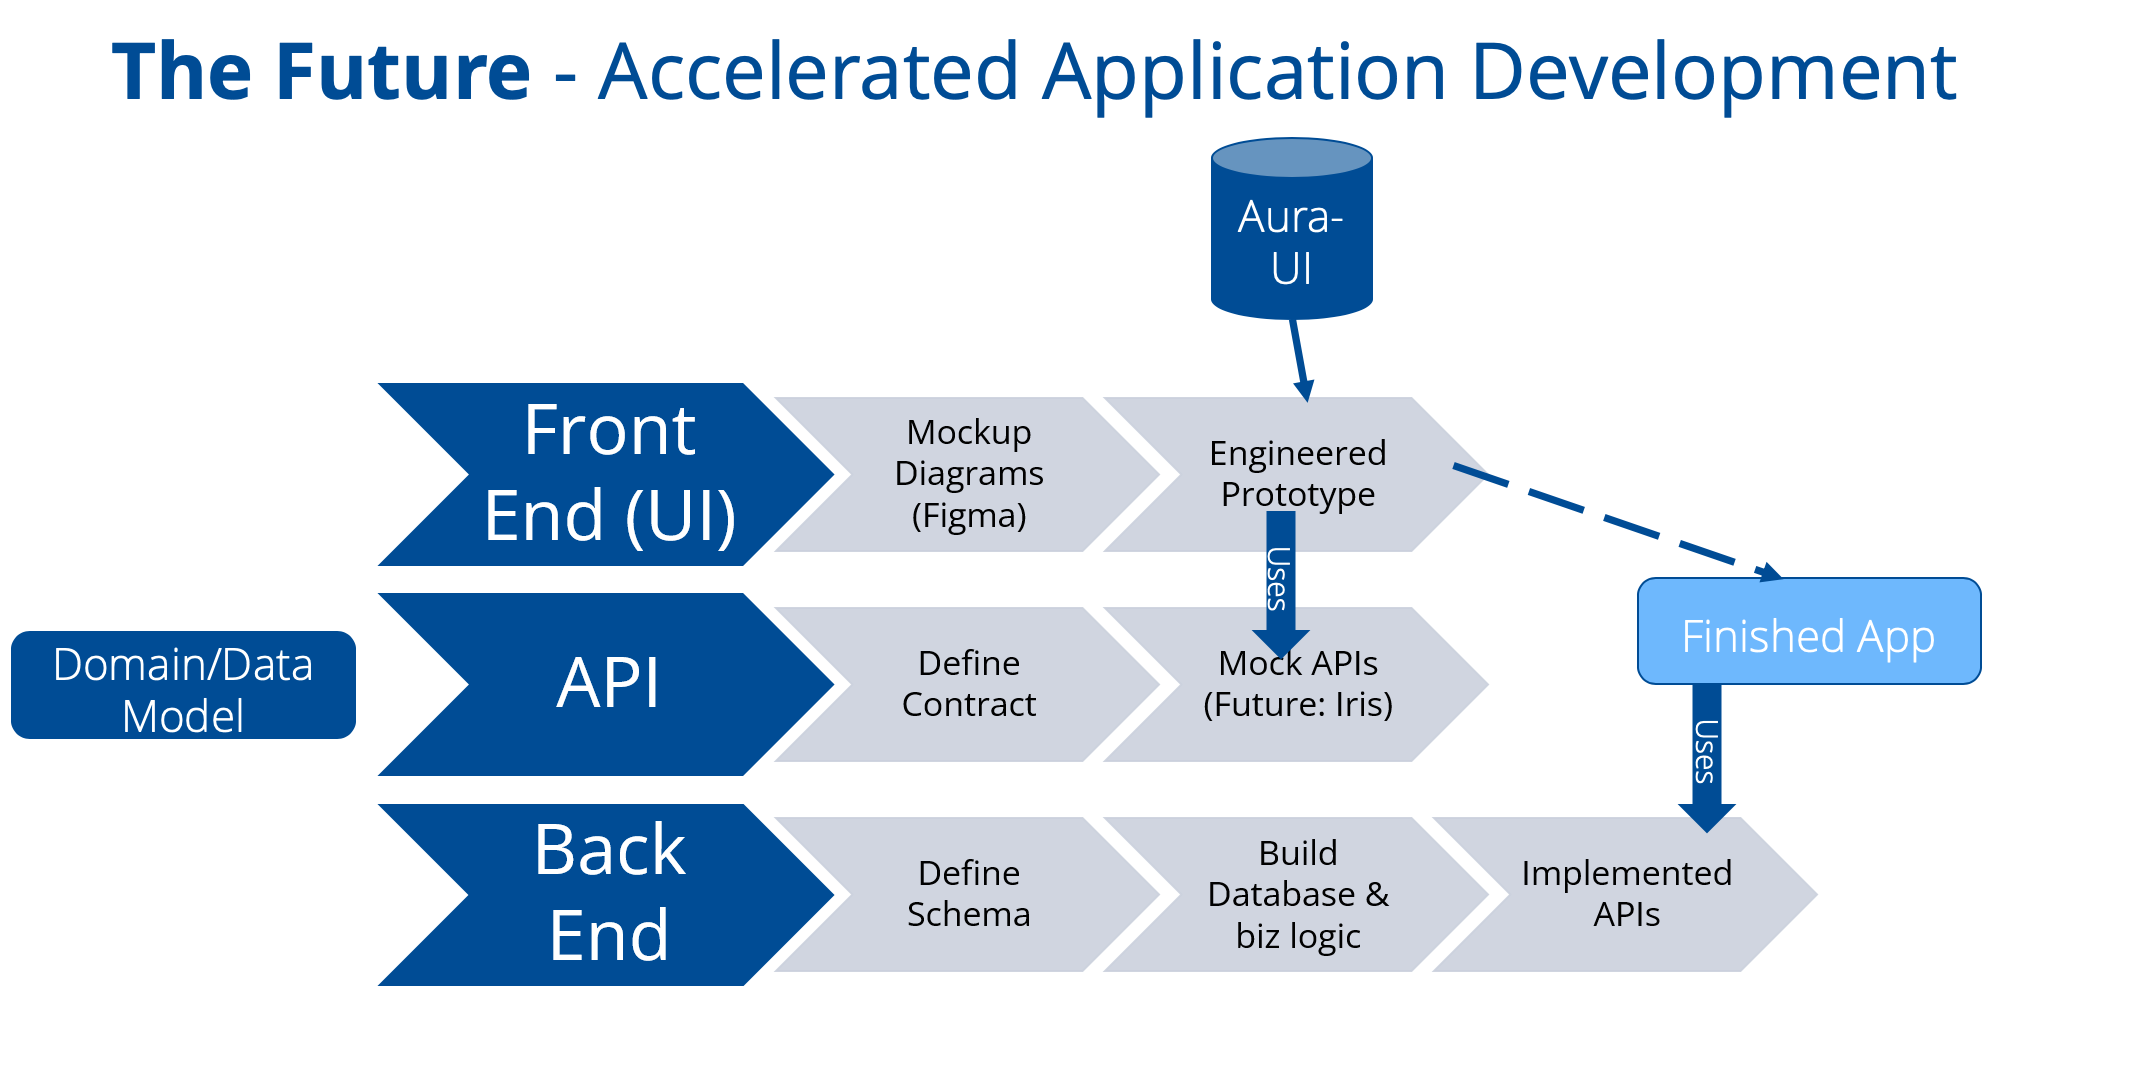 The Future - Accelerated Application Development
Aura-
UI
Front
End (UI)
Mockup
Diagrams
(Figma)
Engineered
Prototype
Uses
Domain/Data
Model
API
Define
Contract
Mock APIs
(Future: Iris)
Finished App
Uses
Back
End
Define
Schema
Build
Database &
biz logic
Implemented
APIs